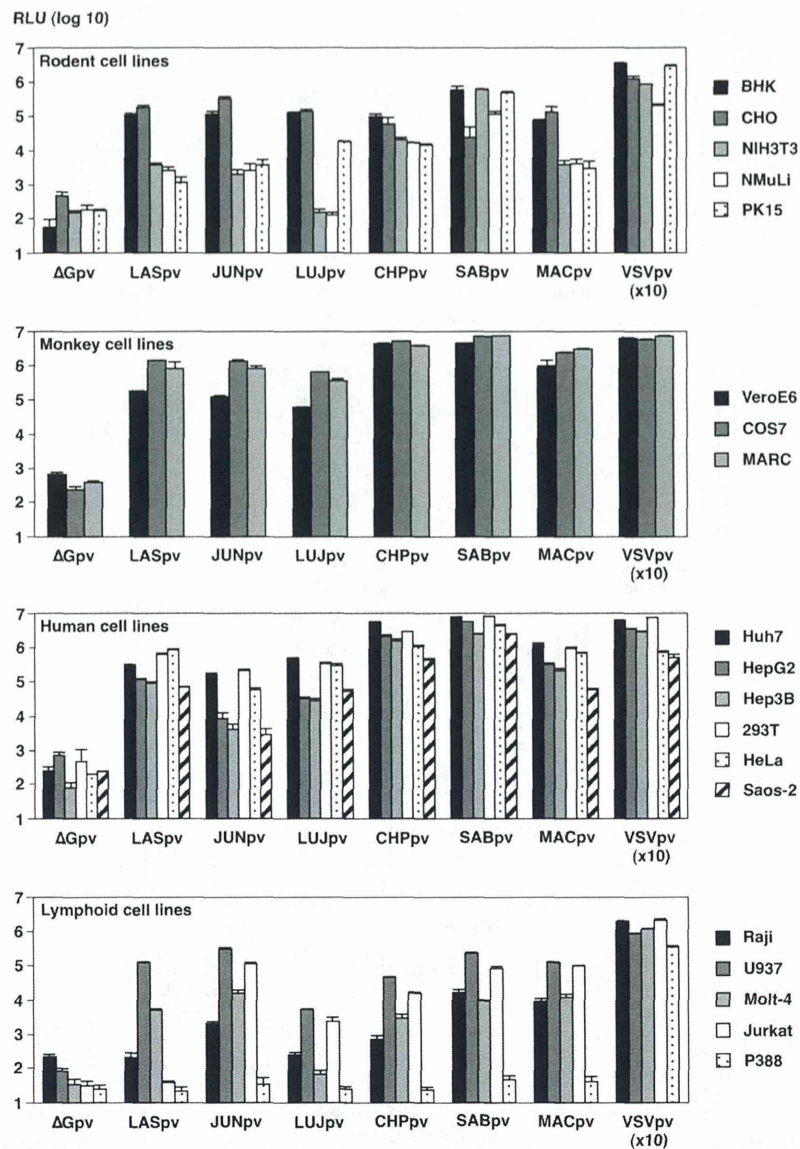 RLU (log 10)
7
6
5
4
3
2
1
Rodent cell lines
ΔGpv LASpv JUNpv LUJpv CHPpv SABpv MACpv VSVpv
(x10)
BHK
CHO
NIH3T3
NMuLi
PK15
7
6
5
4
3
2
1
Monkey cell lines
ΔGpv LASpv JUNpv LUJpv CHPpv SABpv MACpv VSVpv
(x10)
VeroE6
COS7
MARC
7
6
5
4
3
2
1
Human cell lines
ΔGpv LASpv JUNpv LUJpv CHPpv SABpv MACpv VSVpv
(x10)
Huh7
HepG2
Hep3B
293T
HeLa
Saos-2
7
6
5
4
3
2
1
Lymphoid cell lines
ΔGpv LASpv JUNpv LUJpv CHPpv SABpv MACpv VSVpv
(x10)
Raji
U937
Molt-4
Jurkat
P388